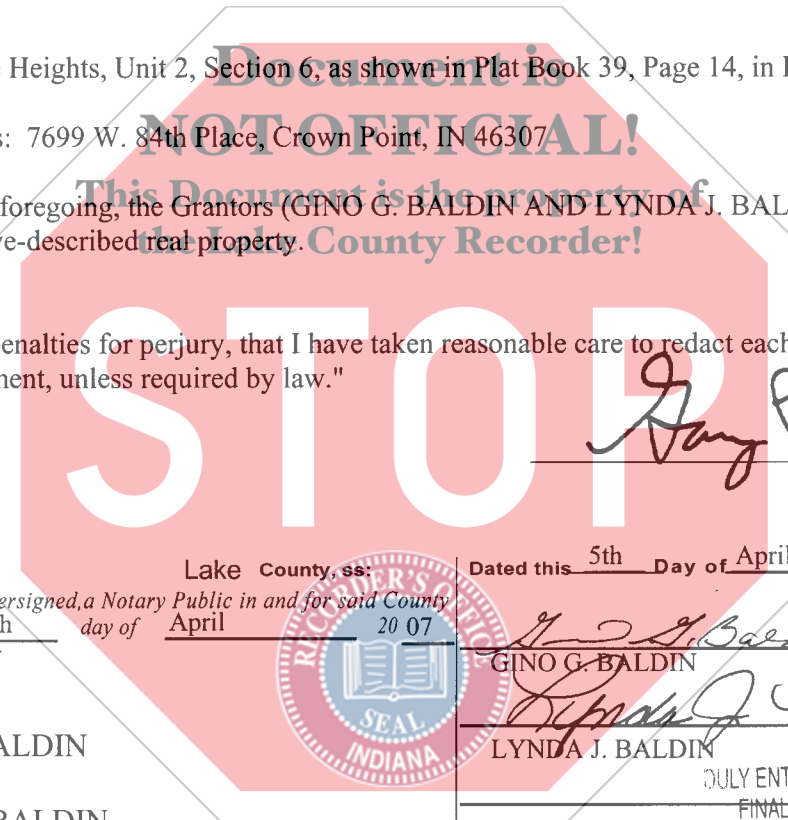 Document is
Heights, Unit 2, Section 6, as shown in Plat Book 39, Page 14, in
NOT OFFICIAL!
s: 7699 W. 84th Place, Crown Point, IN 46307
This Document is the property of
foregoing, the Grantors (GINO G. BALDIN AND LYNDA J. BAL
the Lake County Recorder!
ve-described real property.
STOP
enalties for perjury, that I have taken reasonable care to redact each
ment, unless required by law."
Lake County, ss:
ersigned, a Notary Public in and for said County
h day of April 20 07
Dated this 5th Day of April
GINO G. BALDIN
LYNDA J. BALDIN
RECORDER'S OFFICE
SEAL
INDIANA
ALDIN
BALDIN
DULY ENT
FINAL